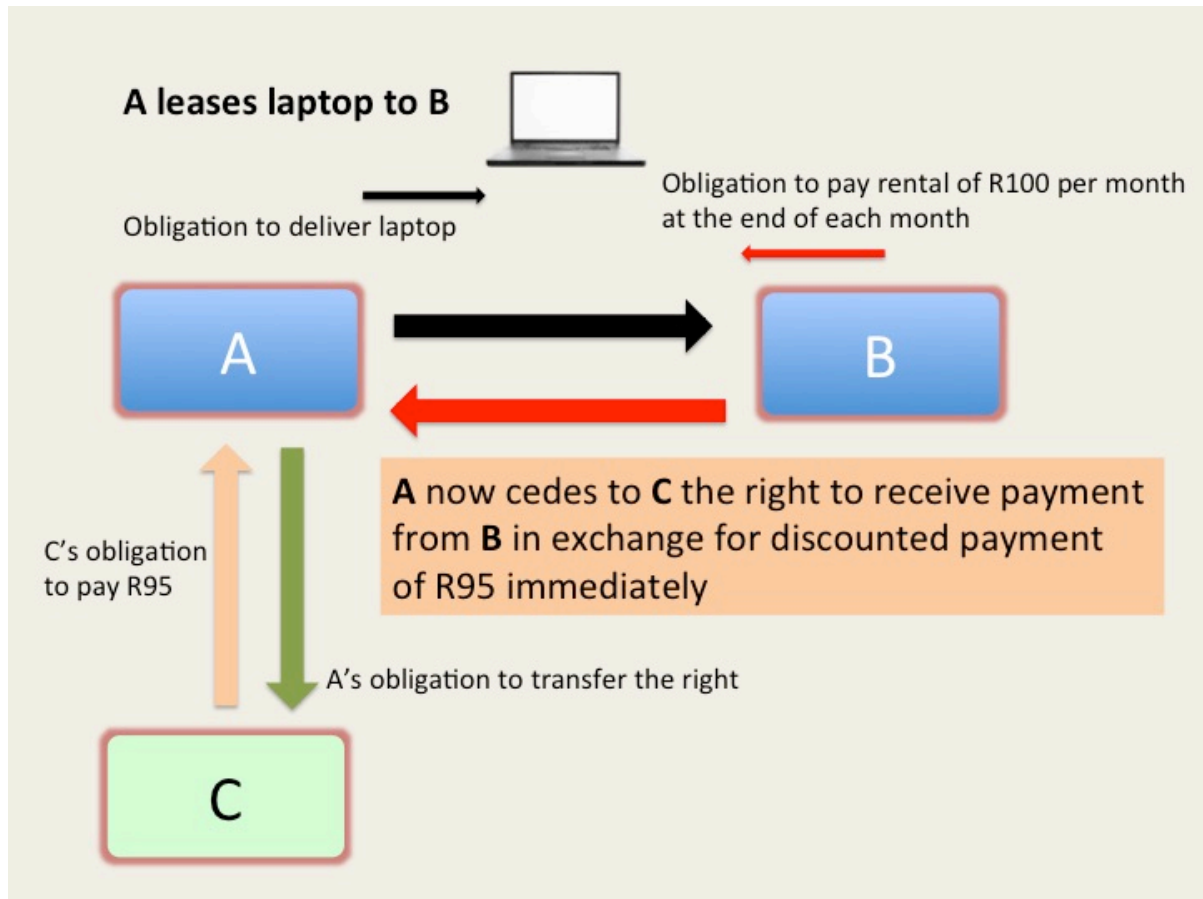 A leases laptop to B
Obligation to deliver laptop
Obligation to pay rental of R100 per month
at the end of each month
A
B
A now cedes to C the right to receive payment
from B in exchange for discounted payment
of R95 immediately
C's obligation
to pay R95
A's obligation to transfer the right
C